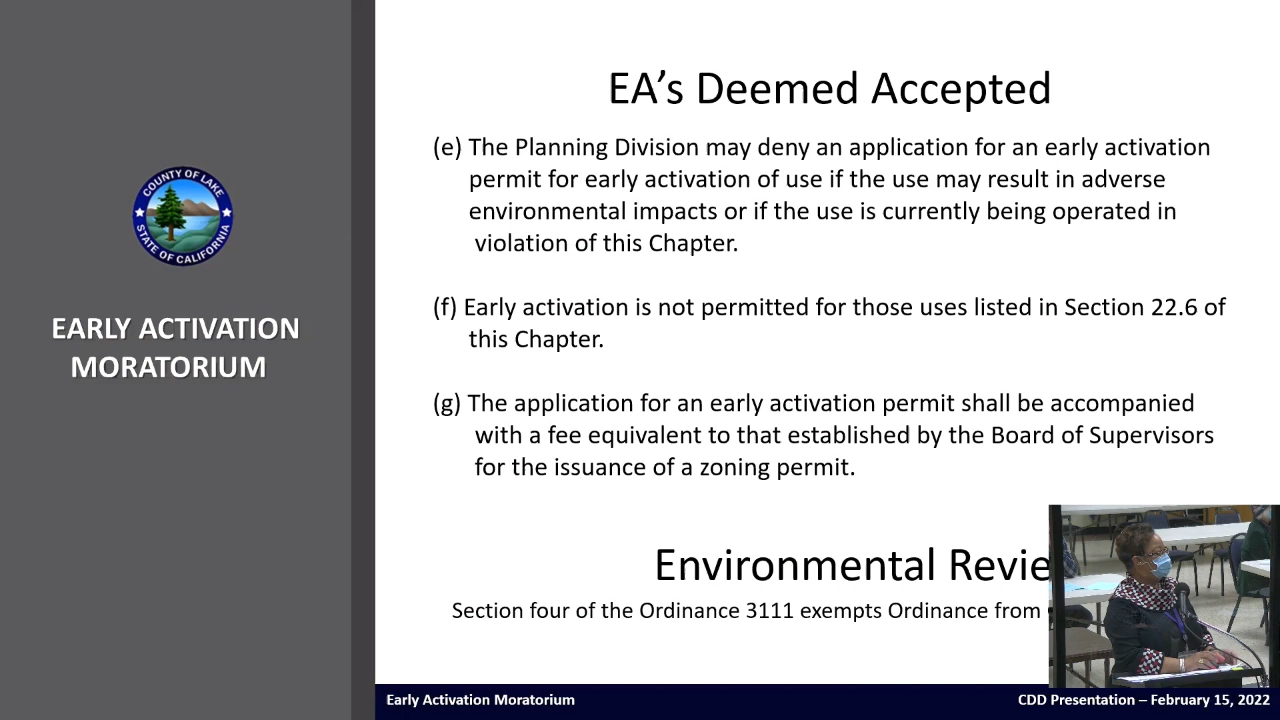 COUNTY OF LAKE
STATE OF CALIFORNIA
EARLY ACTIVATION
MORATORIUM
EA’s Deemed Accepted
(e) The Planning Division may deny an application for an early activation
permit for early activation of use if the use may result in adverse
environmental impacts or if the use is currently being operated in
violation of this Chapter.
(f) Early activation is not permitted for those uses listed in Section 22.6 of
this Chapter.
(g) The application for an early activation permit shall be accompanied
with a fee equivalent to that established by the Board of Supervisors
for the issuance of a zoning permit.
Environmental Revie
Section four of the Ordinance 3111 exempts Ordinance from
Early Activation Moratorium
CDD Presentation – February 15, 2022